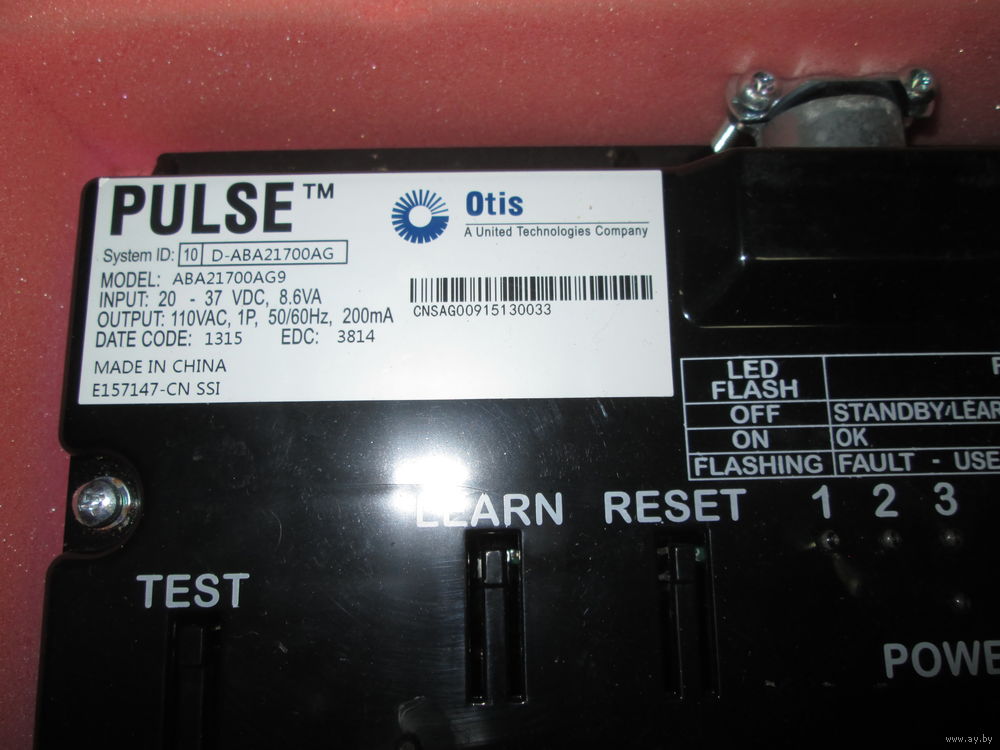 PULSE™
Otis
A United Technologies Company
System ID: 10 D-ABA21700AG
MODEL: ABA21700AG9
INPUT: 20 - 37 VDC, 8.6VA
OUTPUT: 110VAC, 1P, 50/60Hz, 200mA
DATE CODE: 1315 EDC: 3814
MADE IN CHINA
E157147-CN SSI
CNSAG00915130033
LED
FLASH
OFF STANDBY/LEAR
ON OK
FLASHING FAULT - USE
LEARN RESET 1 2 3
TEST
POWE
www.ay.by